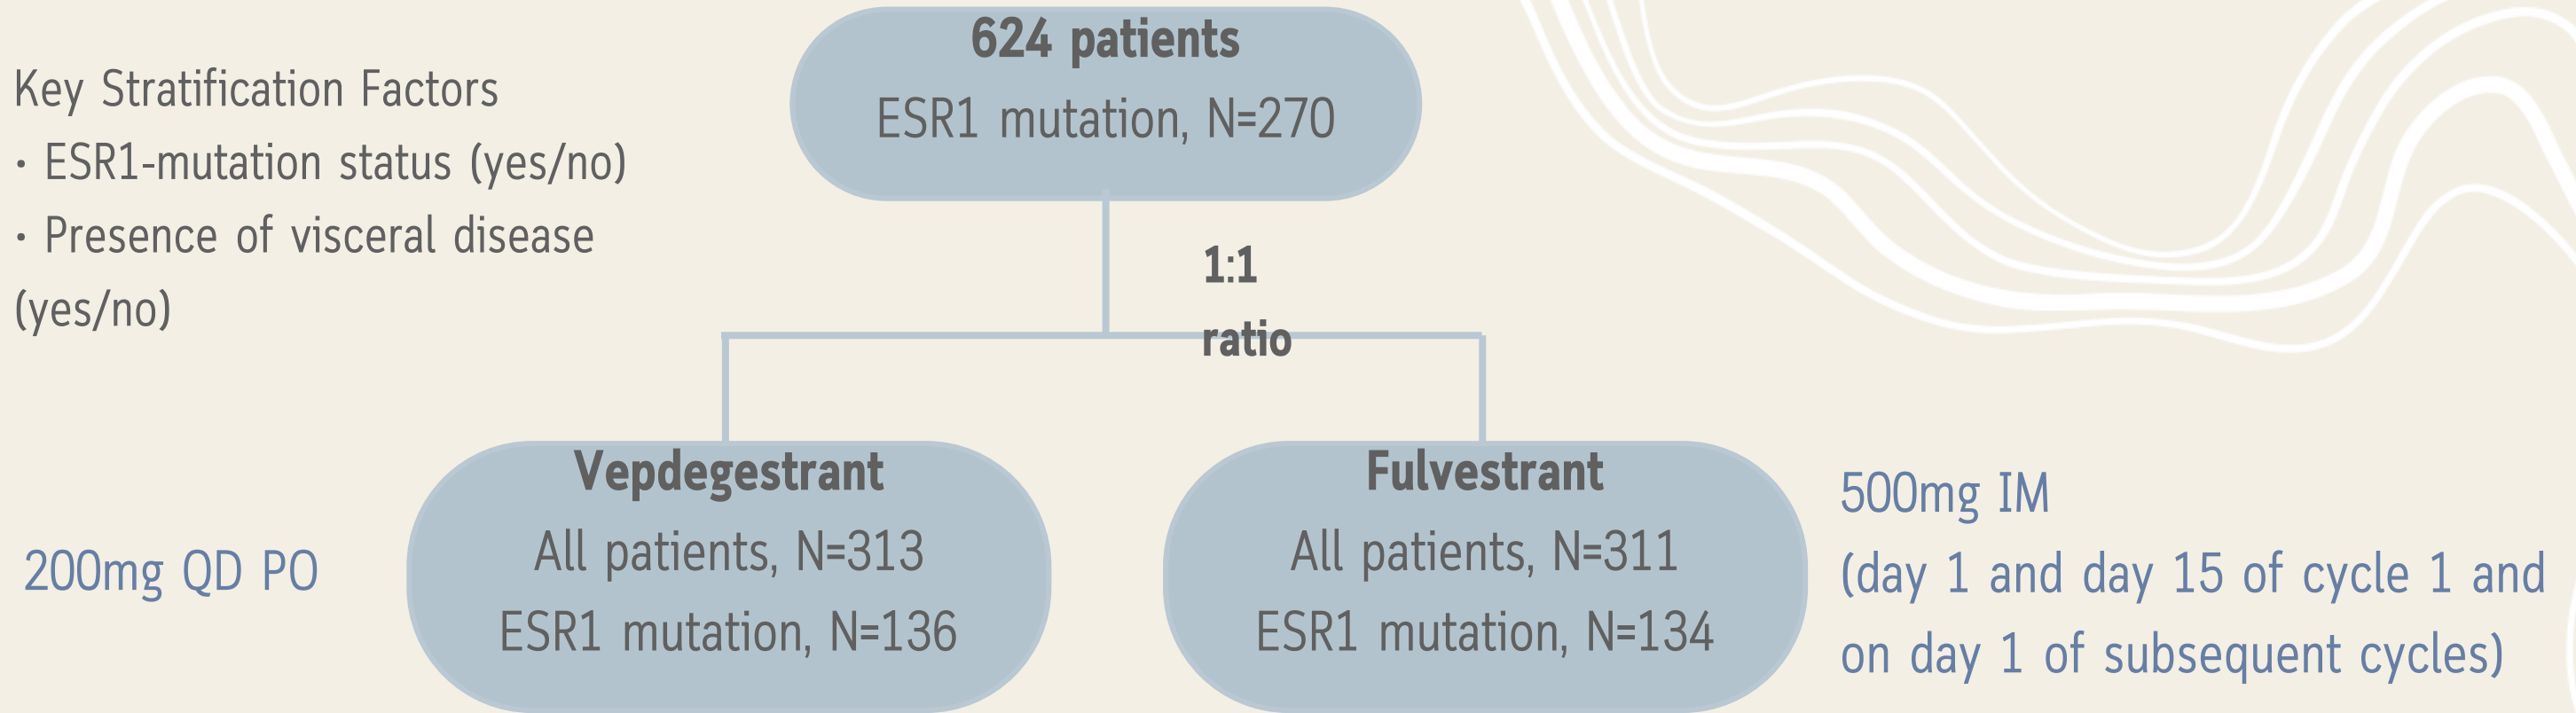 624 patients
ESR1 mutation, N=270
Key Stratification Factors
· ESR1-mutation status (yes/no)
· Presence of visceral disease
(yes/no)
1:1
ratio
Vepdegestrant
All patients, N=313
ESR1 mutation, N=136
200mg QD PO
Fulvestrant
All patients, N=311
ESR1 mutation, N=134
500mg IM
(day 1 and day 15 of cycle 1 and
on day 1 of subsequent cycles)